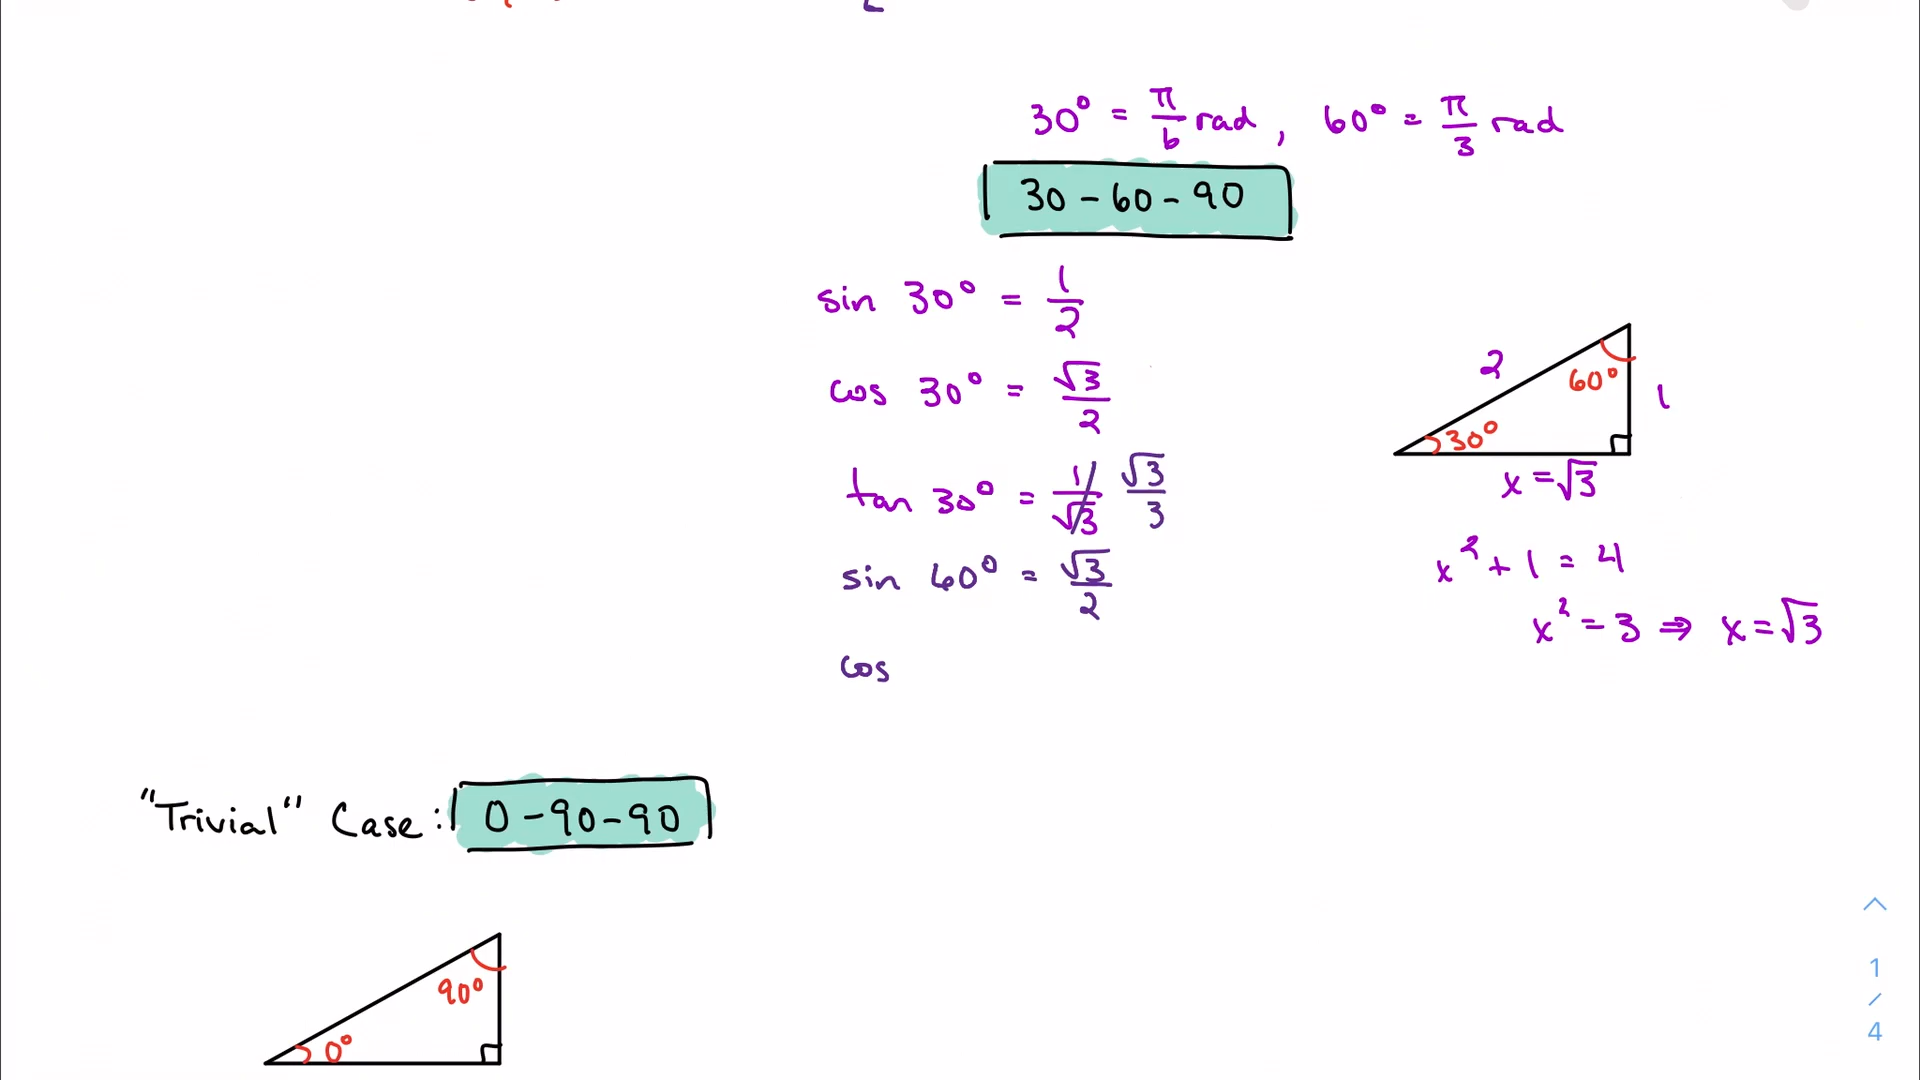 30° = π/6 rad, 60° = π/3 rad
30 - 60 - 90
sin 30° = 1/2
cos 30° = √3/2
tan 30° = 1/√3 √3/3
sin 60° = √3/2
cos
2
60°
1
30°
x = √3
x² + 1 = 4
x² = 3 ⇒ x = √3
"Trivial" Case: 0 - 90 - 90
90°
0°
1
/
4